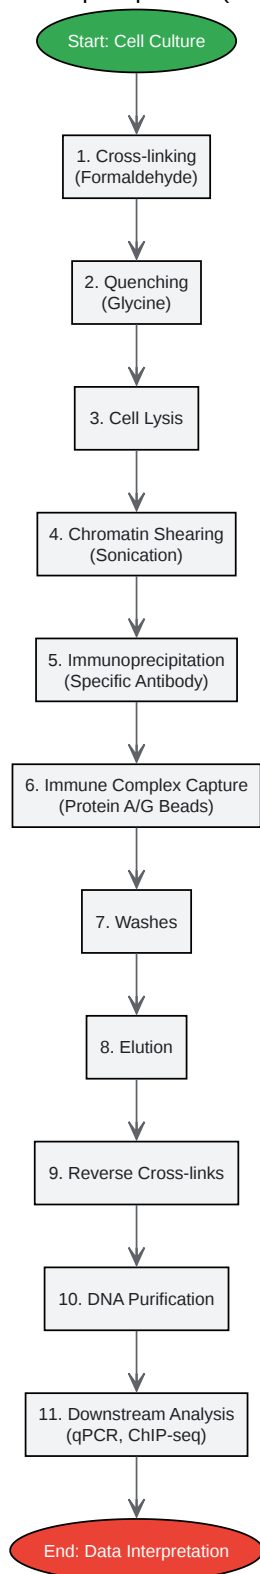 Start: Cell Culture
1. Cross-linking
(Formaldehyde)
2. Quenching
(Glycine)
3. Cell Lysis
4. Chromatin Shearing
(Sonication)
5. Immunoprecipitation
(Specific Antibody)
6. Immune Complex Capture
(Protein A/G Beads)
7. Washes
8. Elution
9. Reverse Cross-links
10. DNA Purification
11. Downstream Analysis
(qPCR, ChIP-seq)
End: Data Interpretation